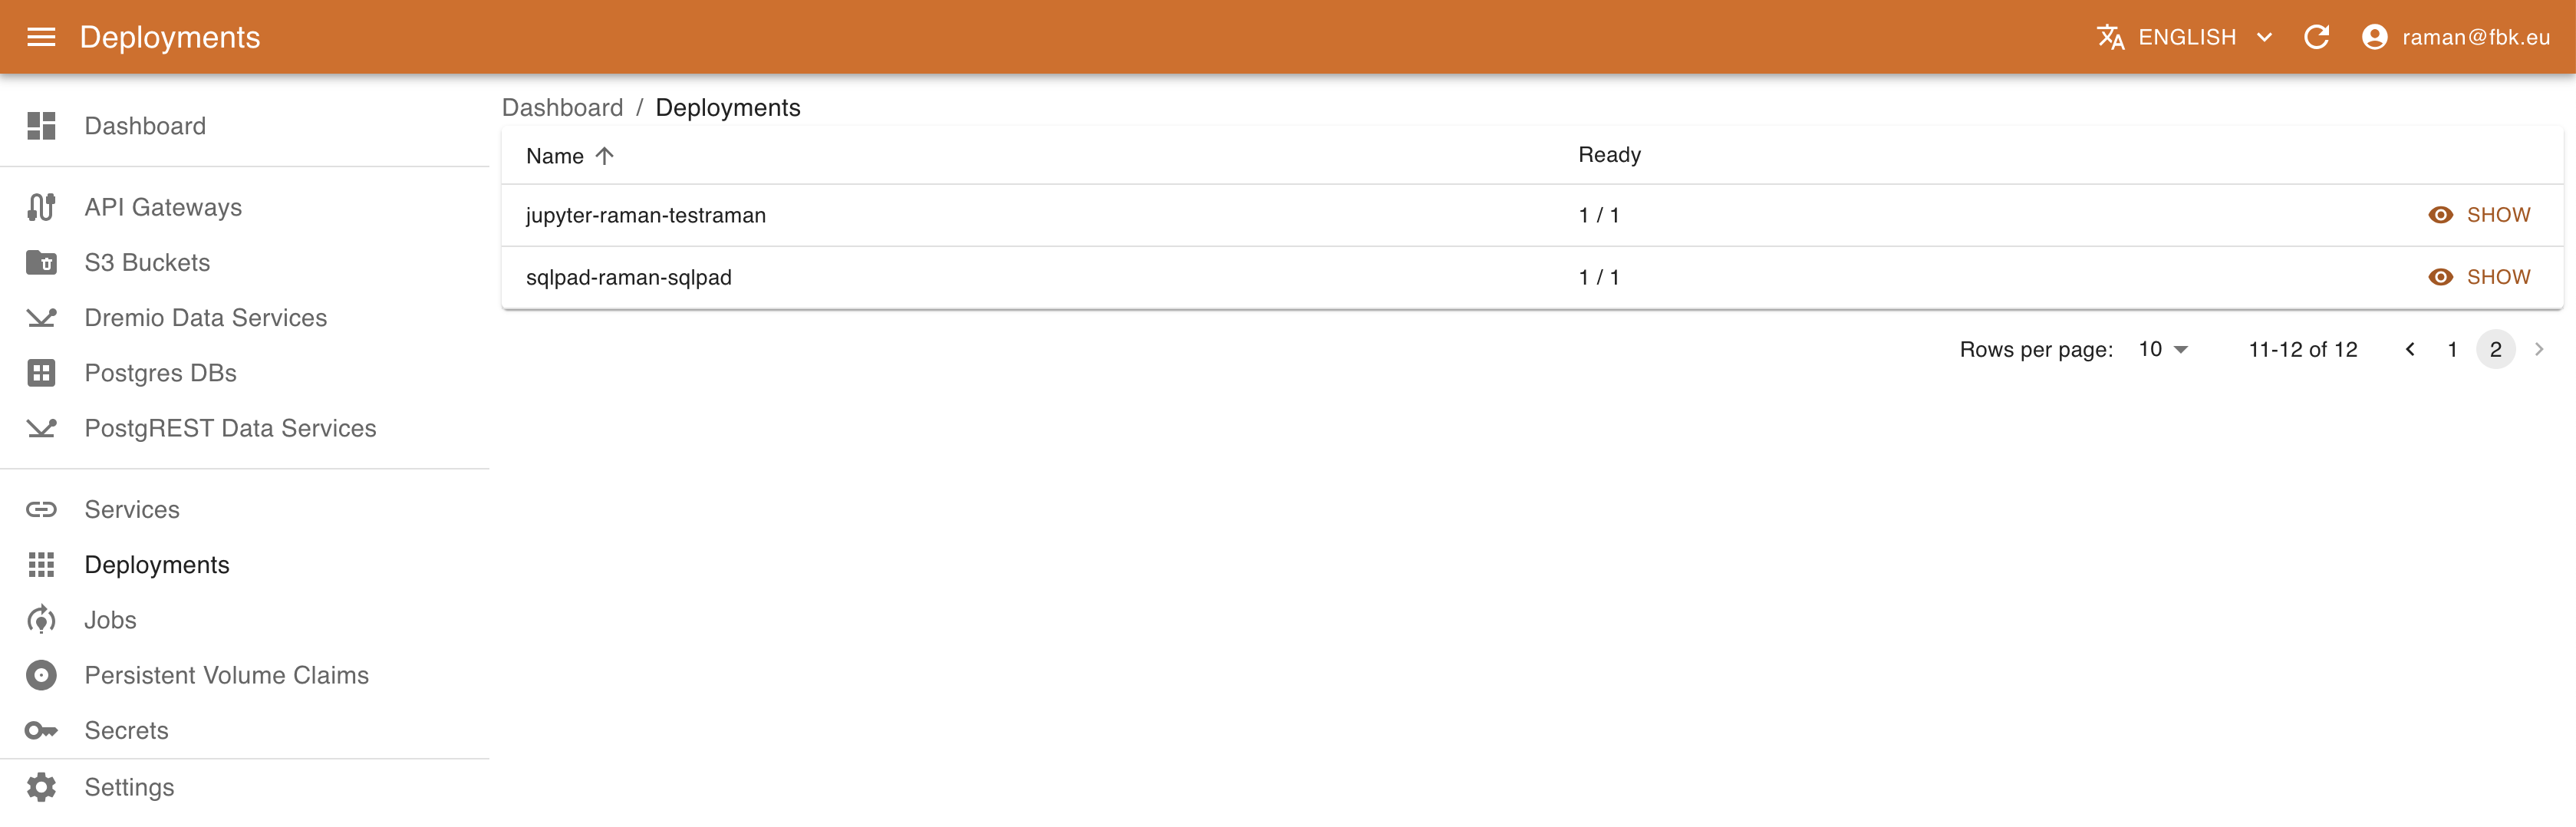 Deployments
ENGLISH
raman@fbk.eu
Dashboard
API Gateways
S3 Buckets
Dremio Data Services
Postgres DBs
PostgREST Data Services
Services
Deployments
Jobs
Persistent Volume Claims
Secrets
Settings
Dashboard / Deployments
Name Ready
jupyter-raman-testraman 1 / 1 SHOW
sqlpad-raman-sqlpad 1 / 1 SHOW
Rows per page: 10 11-12 of 12 1 2